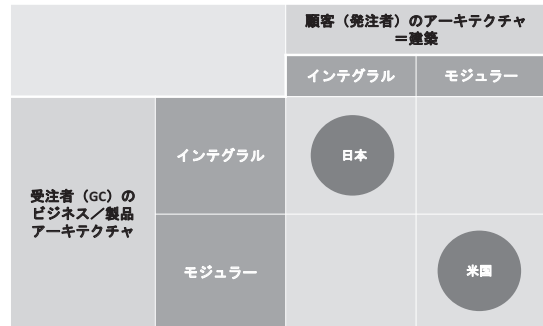 顧客（発注者）のアーキテクチャ
＝建築
インテグラル
モジュラー
受注者（GC）の
ビジネス／製品
アーキテクチャ
インテグラル
日本
モジュラー
米国